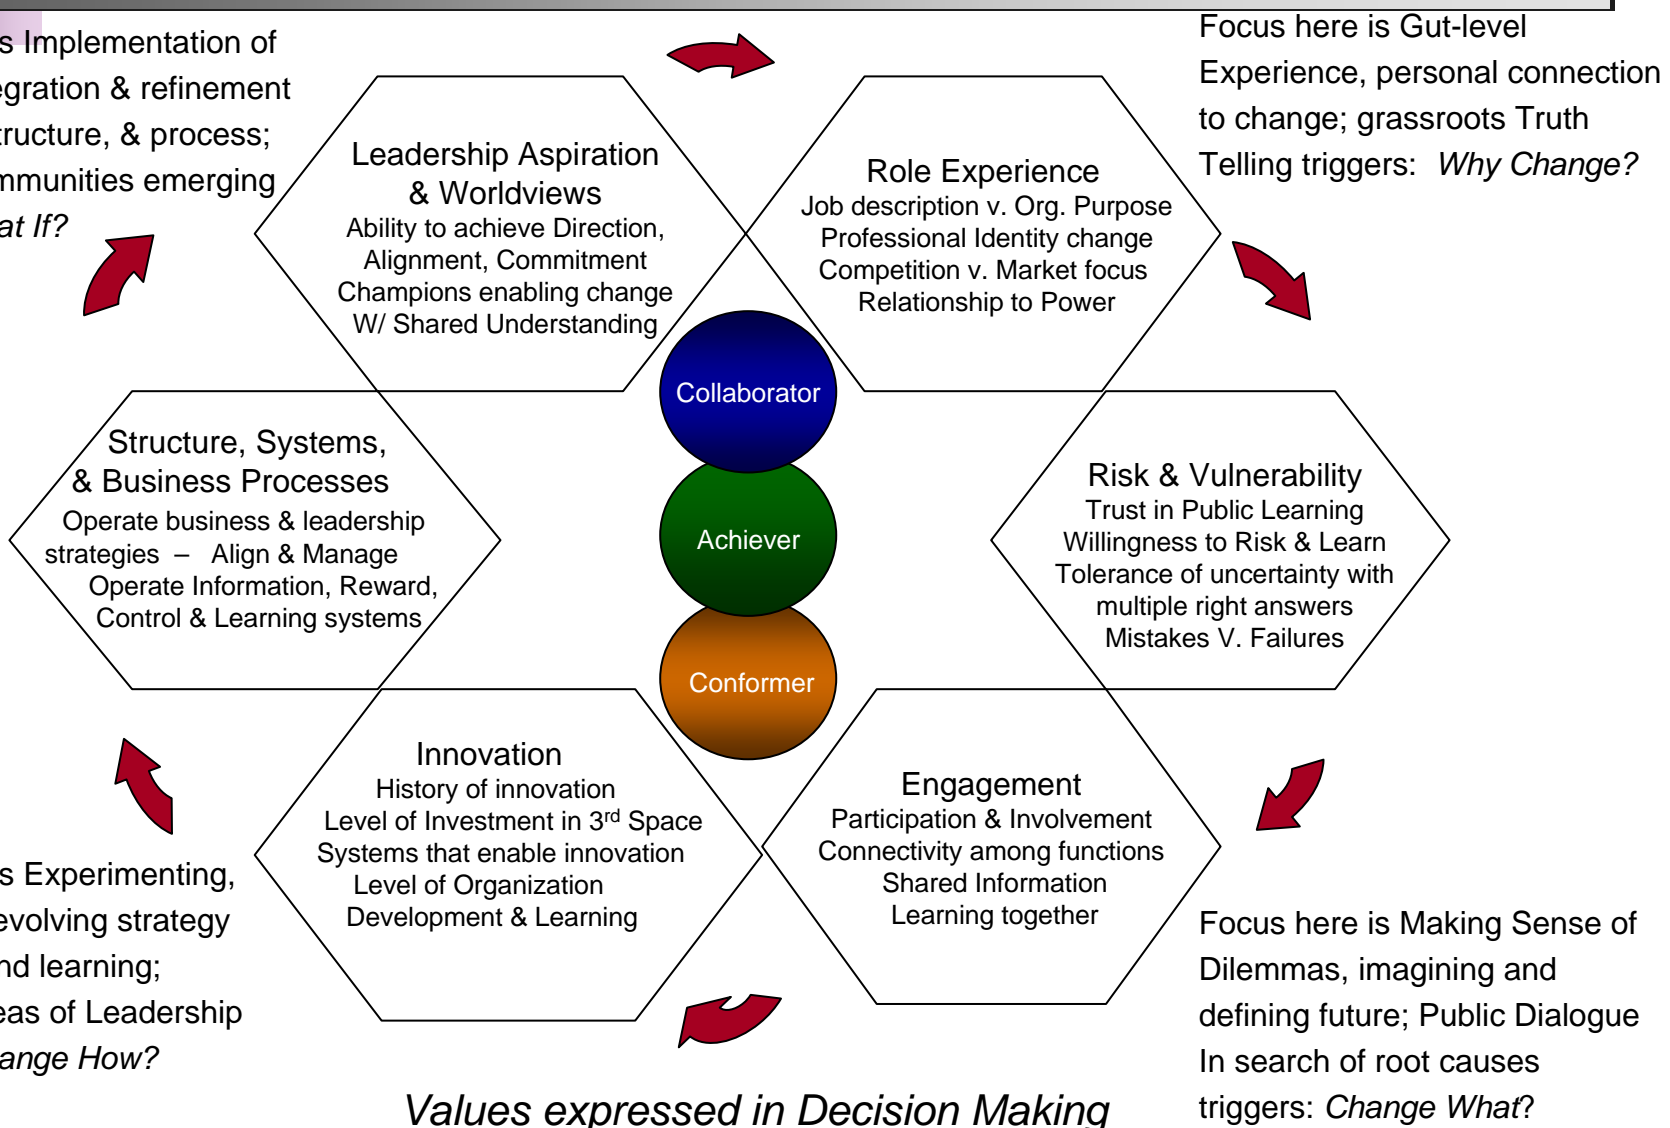 s Implementation of
egration & refinement
tructure, & process;
mmunities emerging
at If?
Focus here is Gut-level
Experience, personal connection
to change; grassroots Truth
Telling triggers: Why Change?
Leadership Aspiration
& Worldviews
Ability to achieve Direction,
Alignment, Commitment
Champions enabling change
W/ Shared Understanding
Role Experience
Job description v. Org. Purpose
Professional Identity change
Competition v. Market focus
Relationship to Power
Collaborator
Achiever
Conformer
Structure, Systems,
& Business Processes
Operate business & leadership
strategies – Align & Manage
Operate Information, Reward,
Control & Learning systems
Risk & Vulnerability
Trust in Public Learning
Willingness to Risk & Learn
Tolerance of uncertainty with
multiple right answers
Mistakes V. Failures
Innovation
History of innovation
Level of Investment in 3rd Space
Systems that enable innovation
Level of Organization
Development & Learning
Engagement
Participation & Involvement
Connectivity among functions
Shared Information
Learning together
s Experimenting,
evolving strategy
nd learning;
eas of Leadership
ange How?
Focus here is Making Sense of
Dilemmas, imagining and
defining future; Public Dialogue
In search of root causes
triggers: Change What?
Values expressed in Decision Making